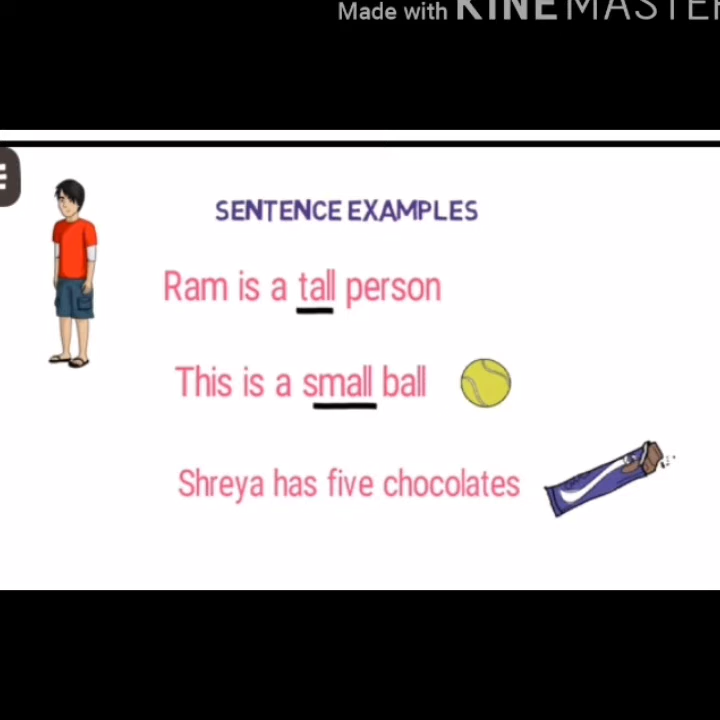 Made with KINEMASTER
SENTENCE EXAMPLES
Ram is a tall person
This is a small ball
Shreya has five chocolates